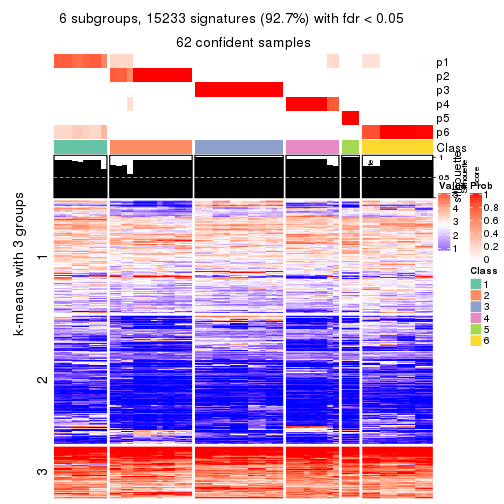 6 subgroups, 15233 signatures (92.7%) with fdr < 0.05
62 confident samples
p1
p2
p3
p4
p5
p6
Class
1
0.5
silhouette
score
k-means with 3 groups
1
2
3
Value
4
3
2
1
Prob
1
0.8
0.6
0.4
0.2
0
Class
1
2
3
4
5
6